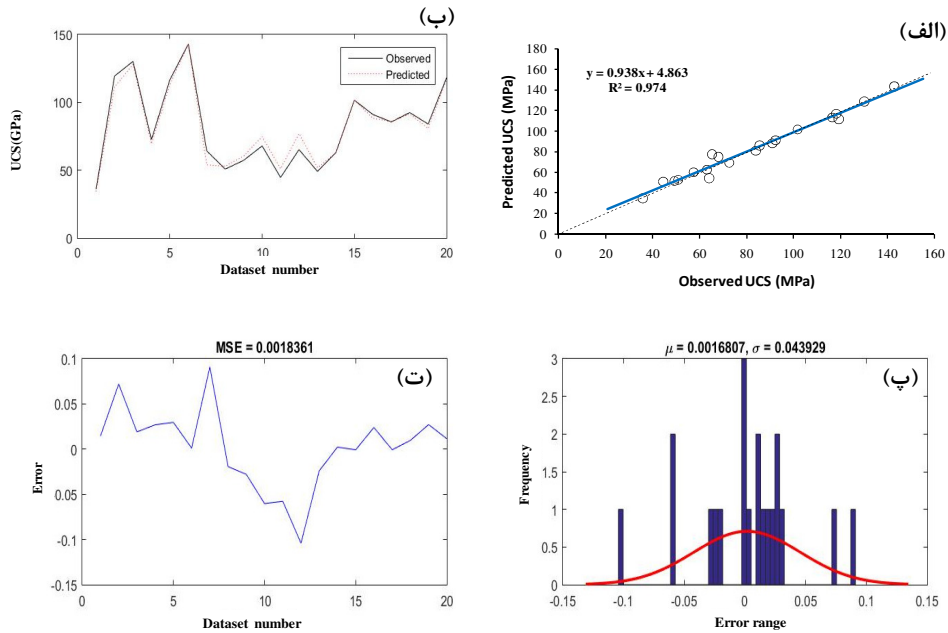 (الف)
180
160
140
120
100
80
60
40
20
0
y = 0.938x + 4.863
R² = 0.974
Predicted UCS (MPa)
0 20 40 60 80 100 120 140 160
Observed UCS (MPa)
(ب)
150
100
50
0
UCS(GPa)
Observed
Predicted
0 5 10 15 20
Dataset number
(پ)
μ = 0.0016807, σ = 0.043929
3
2.5
2
1.5
1
0.5
0
Frequency
-0.15 -0.1 -0.05 0 0.05 0.1 0.15
Error range
(ت)
MSE = 0.0018361
0.1
0.05
0
-0.05
-0.1
-0.15
Error
0 5 10 15 20
Dataset number